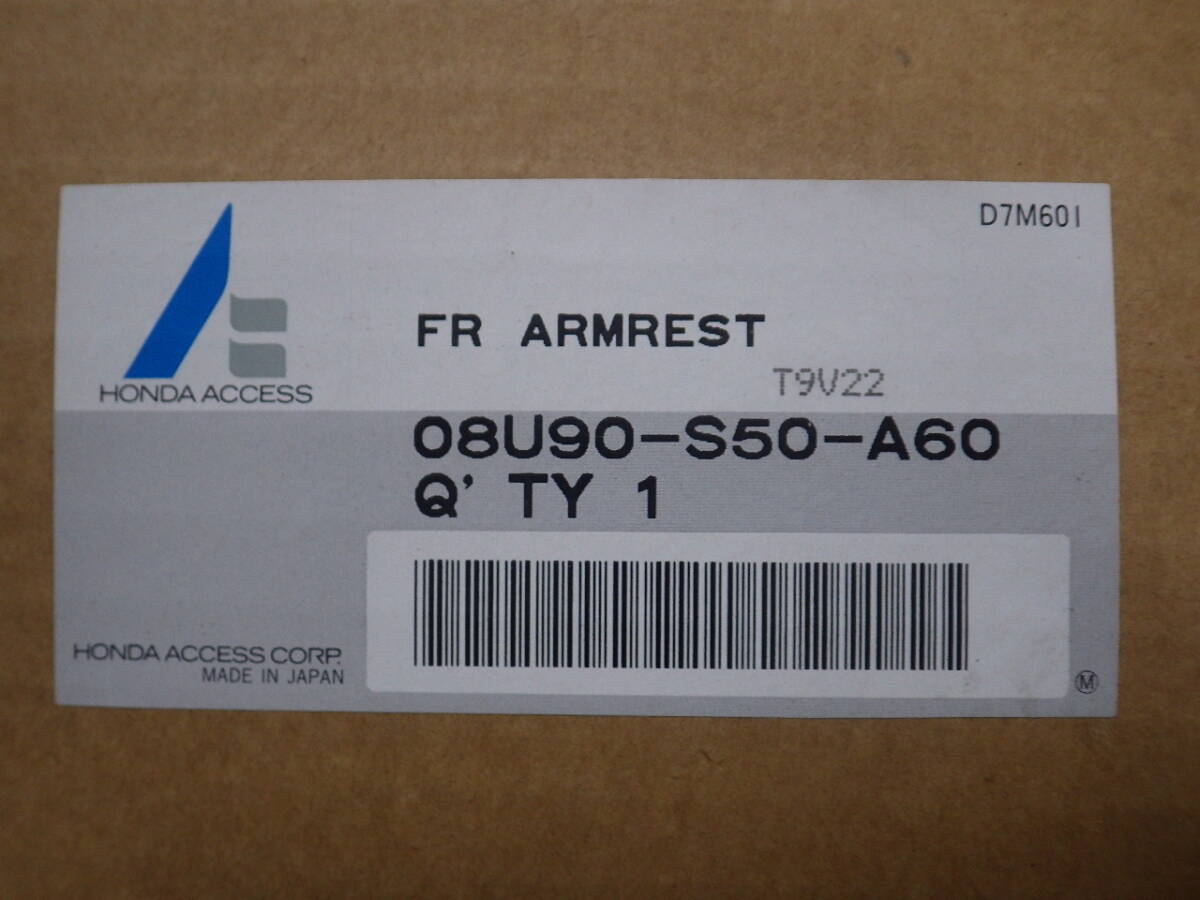 D7M601
FR ARMREST
T9V22
HONDA ACCESS
08U90-S50-A60
Q' TY 1
HONDA ACCESS CORP.
MADE IN JAPAN
M